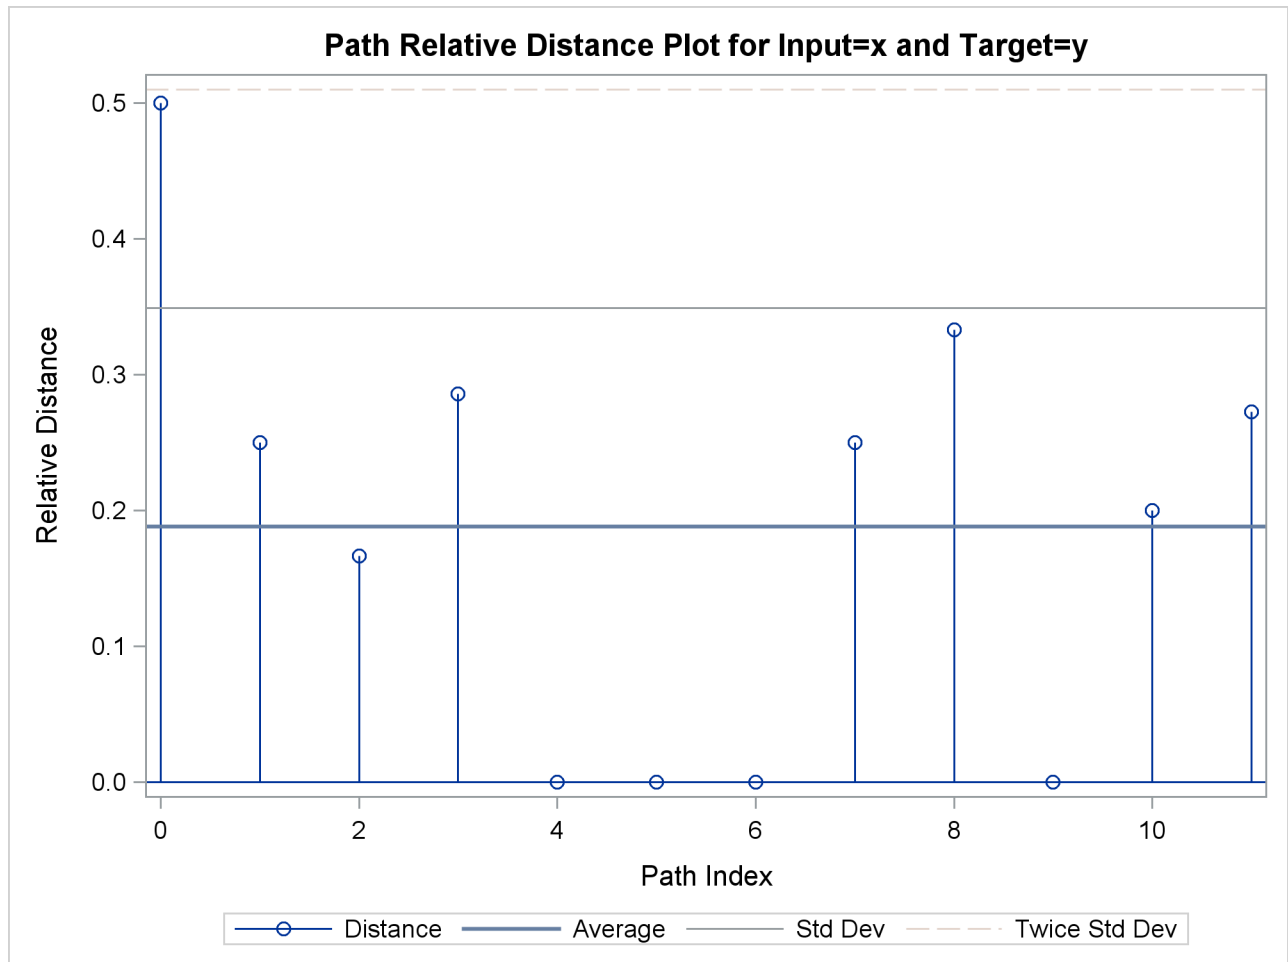 Path Relative Distance Plot for Input=x and Target=y
0.5
0.4
0.3
0.2
0.1
0.0
Relative Distance
0 2 4 6 8 10
Path Index
Distance Average Std Dev Twice Std Dev